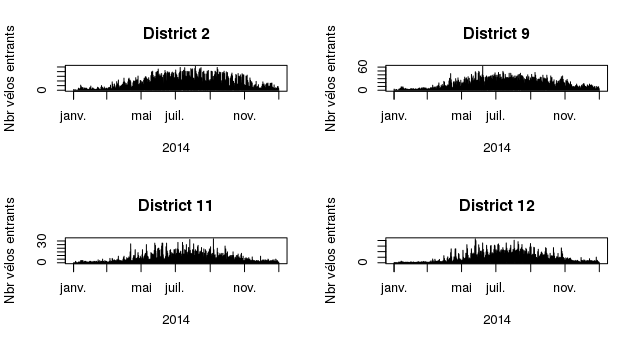 District 2
Nbr vélos entrants
0
janv. mai juil. nov.
2014
District 9
Nbr vélos entrants
0 60
janv. mai juil. nov.
2014
District 11
Nbr vélos entrants
0 30
janv. mai juil. nov.
2014
District 12
Nbr vélos entrants
0
janv. mai juil. nov.
2014